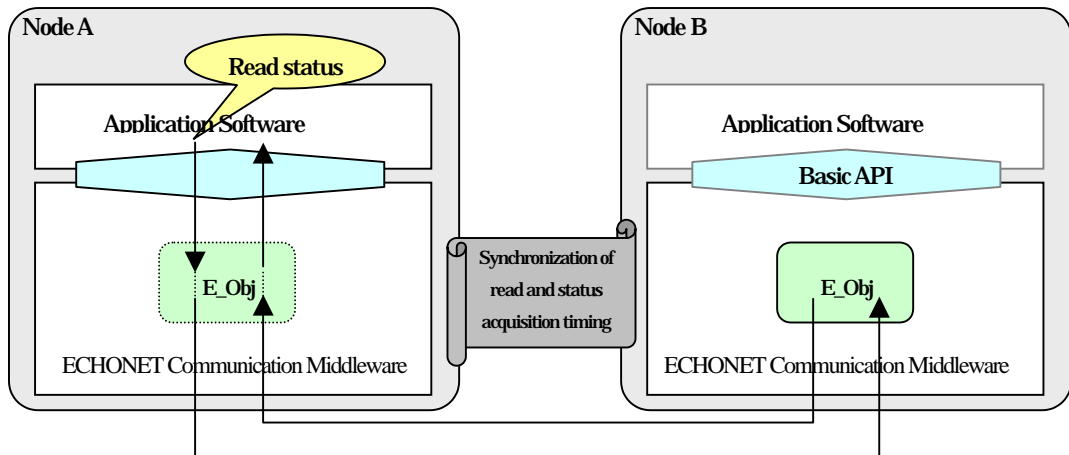 Node A
Read status
Application Software
E_Obj
ECHONET Communication Middleware
Synchronization of
read and status
acquisition timing
Node B
Application Software
Basic API
E_Obj
ECHONET Communication Middleware